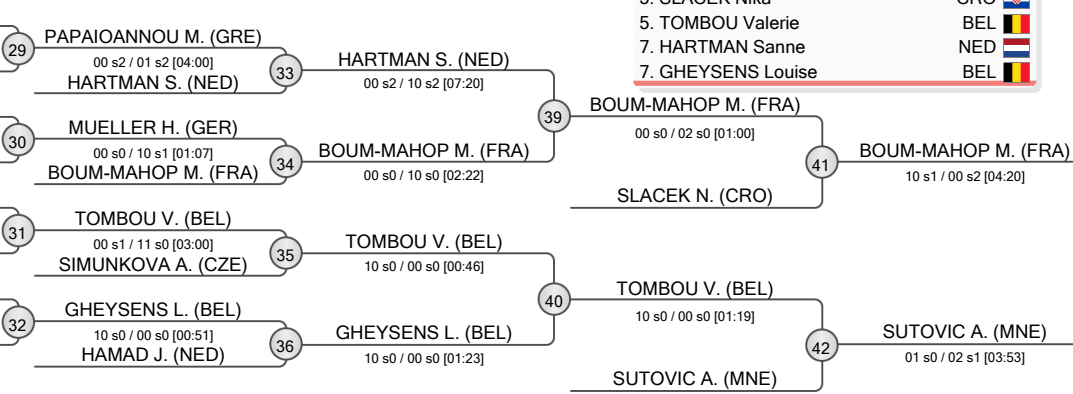 3. SLACEK Nika CRO
5. TOMBOU Valerie BEL
7. HARTMAN Sanne NED
7. GHEYSENS Louise BEL
29
PAPAIOANNOU M. (GRE)
00 s2 / 01 s2 [04:00]
HARTMAN S. (NED)
33
HARTMAN S. (NED)
00 s2 / 10 s2 [07:20]
30
MUELLER H. (GER)
00 s0 / 10 s1 [01:07]
BOUM-MAHOP M. (FRA)
34
BOUM-MAHOP M. (FRA)
00 s0 / 10 s0 [02:22]
39
BOUM-MAHOP M. (FRA)
00 s0 / 02 s0 [01:00]
SLACEK N. (CRO)
41
BOUM-MAHOP M. (FRA)
10 s1 / 00 s2 [04:20]
31
TOMBOU V. (BEL)
00 s1 / 11 s0 [03:00]
SIMUNKOVA A. (CZE)
35
TOMBOU V. (BEL)
10 s0 / 00 s0 [00:46]
32
GHEYSENS L. (BEL)
10 s0 / 00 s0 [00:51]
HAMAD J. (NED)
36
GHEYSENS L. (BEL)
10 s0 / 00 s0 [01:23]
40
TOMBOU V. (BEL)
10 s0 / 00 s0 [01:19]
SUTOVIC A. (MNE)
42
SUTOVIC A. (MNE)
01 s0 / 02 s1 [03:53]